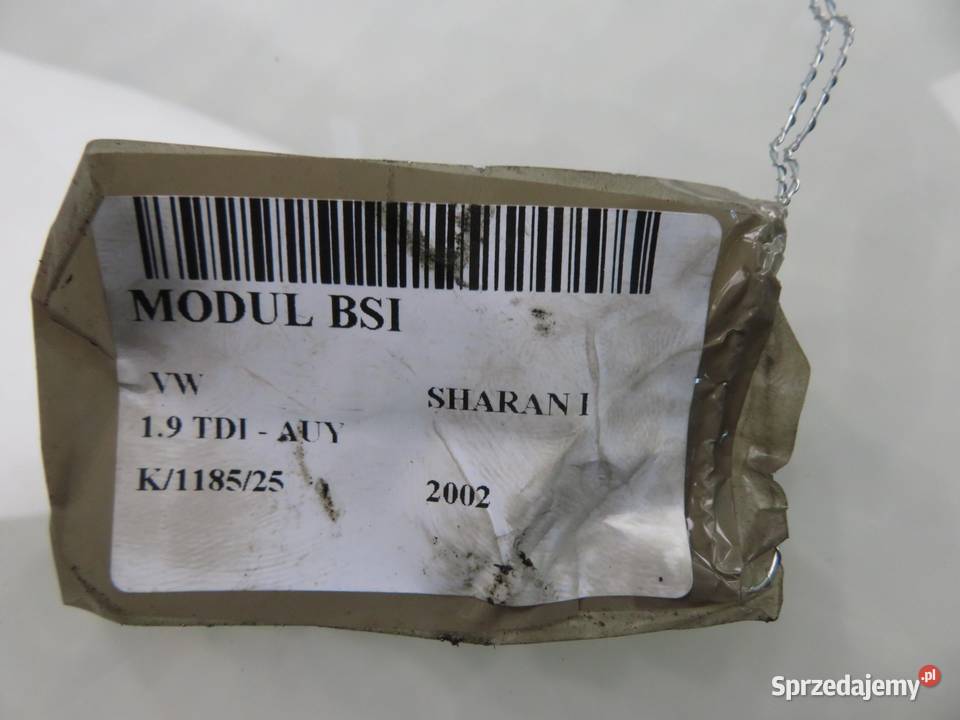 MODUL BSI
VW
SHARAN I
1.9 TDI - AUY
K/1185/25
2002
Sprzedajemy.pl